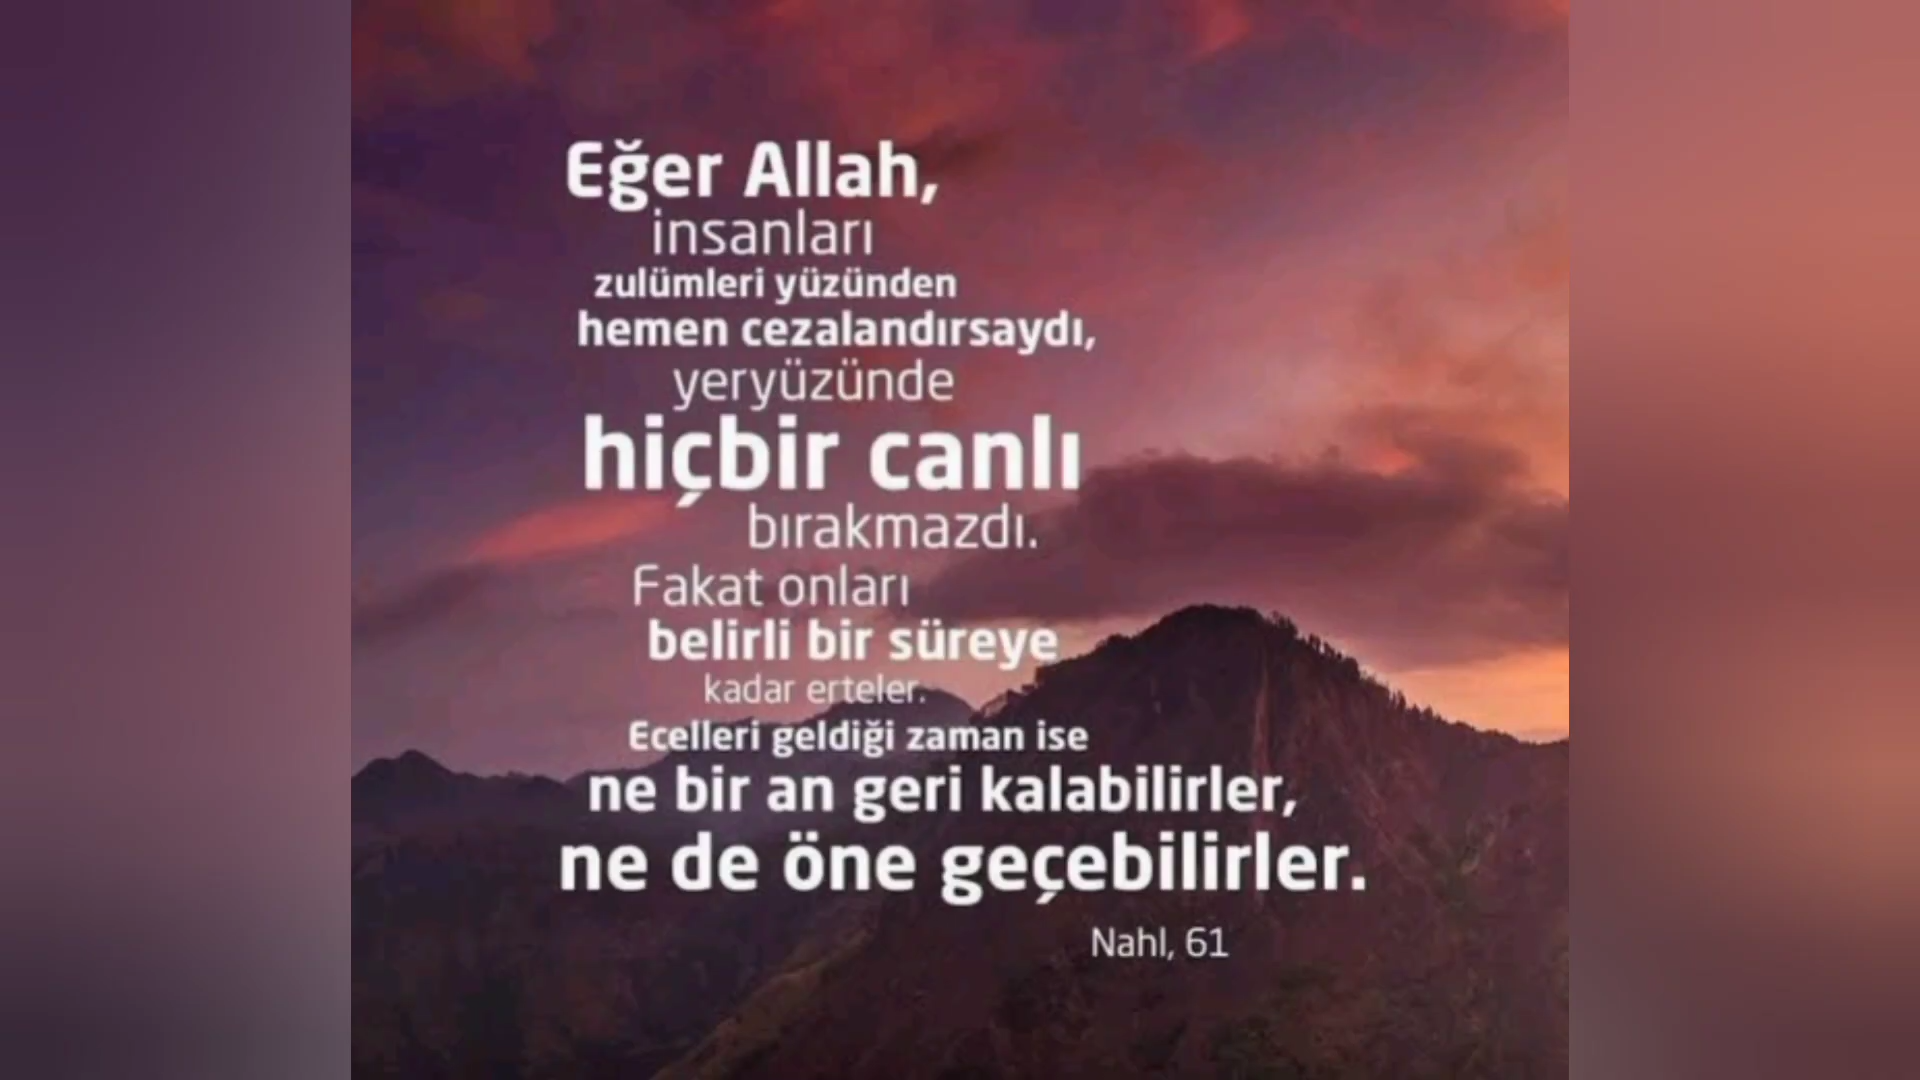 Eğer Allah,
insanları
zulümleri yüzünden
hemen cezalandırsaydı,
yeryüzünde
hiçbir canlı
bırakmazdı.
Fakat onları
belirli bir süreye
kadar erteler.
Ecelleri geldiği zaman ise
ne bir an geri kalabilirler,
ne de öne geçebilirler.
Nahl, 61